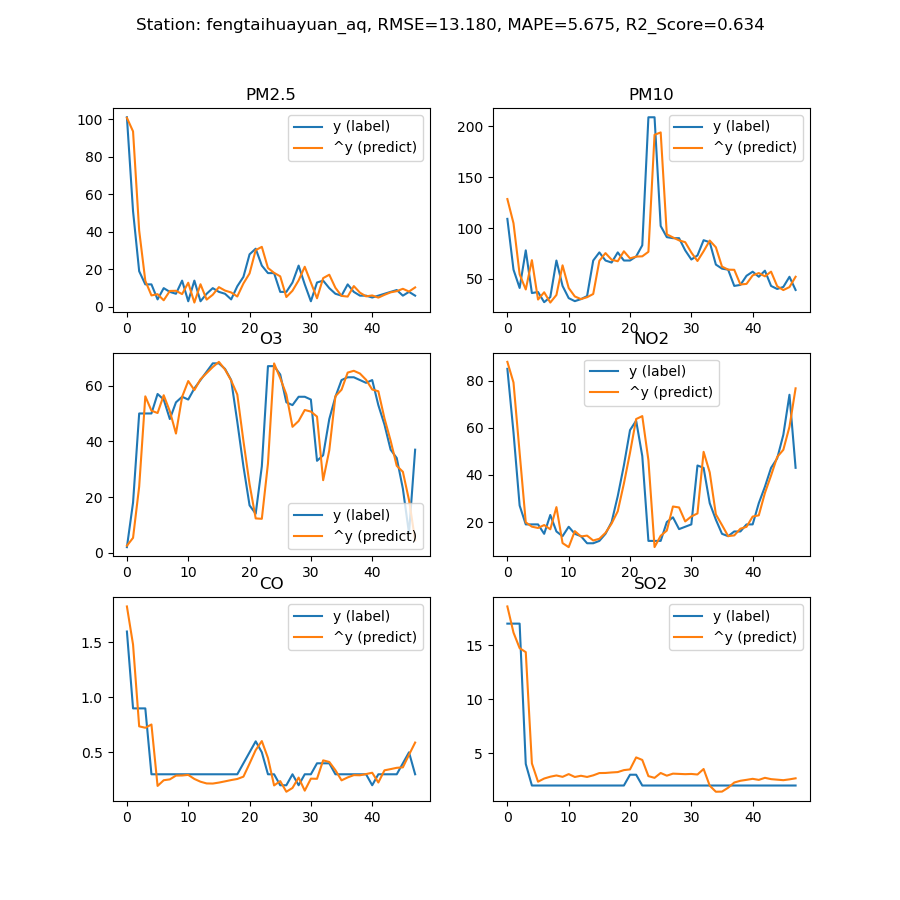 Station: fengtaihuayuan_aq, RMSE=13.180, MAPE=5.675, R2_Score=0.634
PM2.5
100
80
60
40
20
0
0 10 20 30 40
y (label)
^y (predict)
PM10
200
150
100
50
0 10 20 30 40
y (label)
^y (predict)
O3
60
40
20
0
0 10 20 30 40
y (label)
^y (predict)
NO2
80
60
40
20
0 10 20 30 40
y (label)
^y (predict)
CO
1.5
1.0
0.5
0 10 20 30 40
y (label)
^y (predict)
SO2
15
10
5
0 10 20 30 40
y (label)
^y (predict)